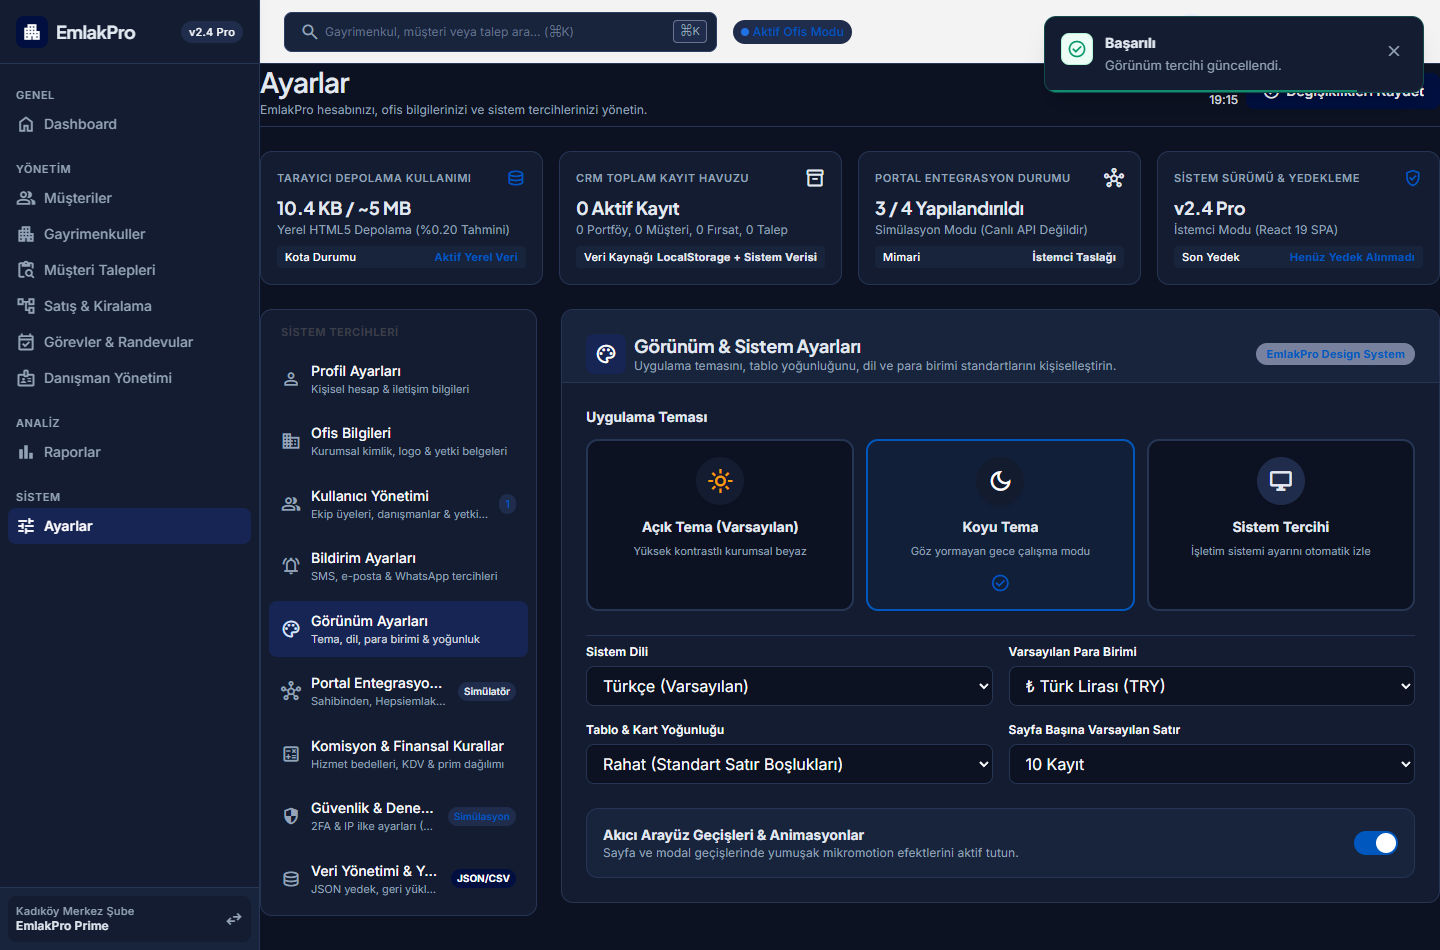 EmlakPro
v2.4 Pro
GENEL
Dashboard
YÖNETİM
Müşteriler
Gayrimenkuller
Müşteri Talepleri
Satış & Kiralama
Görevler & Randevular
Danışman Yönetimi
ANALİZ
Raporlar
SİSTEM
Ayarlar
Kadıköy Merkez Şube
EmlakPro Prime
Gayrimenkul, müşteri veya talep ara... (⌘K)
⌘K
Aktif Ofis Modu
Başarılı
Görünüm tercihi güncellendi.
Ayarlar
EmlakPro hesabınızı, ofis bilgilerinizi ve sistem tercihlerinizi yönetin.
19:15
Değişiklikleri Kaydet
TARAYICI DEPOLAMA KULLANIMI
10.4 KB / ~5 MB
Yerel HTML5 Depolama (%0.20 Tahmini)
Kota Durumu
Aktif Yerel Veri
CRM TOPLAM KAYIT HAVUZU
0 Aktif Kayıt
0 Portföy, 0 Müşteri, 0 Fırsat, 0 Talep
Veri Kaynağı
LocalStorage + Sistem Verisi
PORTAL ENTEGRASYON DURUMU
3 / 4 Yapılandırıldı
Simülasyon Modu (Canlı API Değildir)
Mimari
İstemci Taslağı
SİSTEM SÜRÜMÜ & YEDEKLEME
v2.4 Pro
İstemci Modu (React 19 SPA)
Son Yedek
Henüz Yedek Alınmadı
SİSTEM TERCİHLERİ
Profil Ayarları
Kişisel hesap & iletişim bilgileri
Ofis Bilgileri
Kurumsal kimlik, logo & yetki belgeleri
Kullanıcı Yönetimi
Ekip üyeleri, danışmanlar & yetki...
1
Bildirim Ayarları
SMS, e-posta & WhatsApp tercihleri
Görünüm Ayarları
Tema, dil, para birimi & yoğunluk
Portal Entegrasyo...
Sahibinden, Hepsiemlak...
Simülatör
Komisyon & Finansal Kurallar
Hizmet bedelleri, KDV & prim dağılımı
Güvenlik & Dene...
2FA & IP ilke ayarları (...
Simülasyon
Veri Yönetimi & Y...
JSON yedek, geri yükl...
JSON/CSV
Görünüm & Sistem Ayarları
Uygulama temasını, tablo yoğunluğunu, dil ve para birimi standartlarını kişiselleştirin.
EmlakPro Design System
Uygulama Teması
Açık Tema (Varsayılan)
Yüksek kontrastlı kurumsal beyaz
Koyu Tema
Göz yormayan gece çalışma modu
Sistem Tercihi
İşletim sistemi ayarını otomatik izle
Sistem Dili
Türkçe (Varsayılan)
Varsayılan Para Birimi
₺ Türk Lirası (TRY)
Tablo & Kart Yoğunluğu
Rahat (Standart Satır Boşlukları)
Sayfa Başına Varsayılan Satır
10 Kayıt
Akıcı Arayüz Geçişleri & Animasyonlar
Sayfa ve modal geçişlerinde yumuşak mikromotion efektlerini aktif tutun.